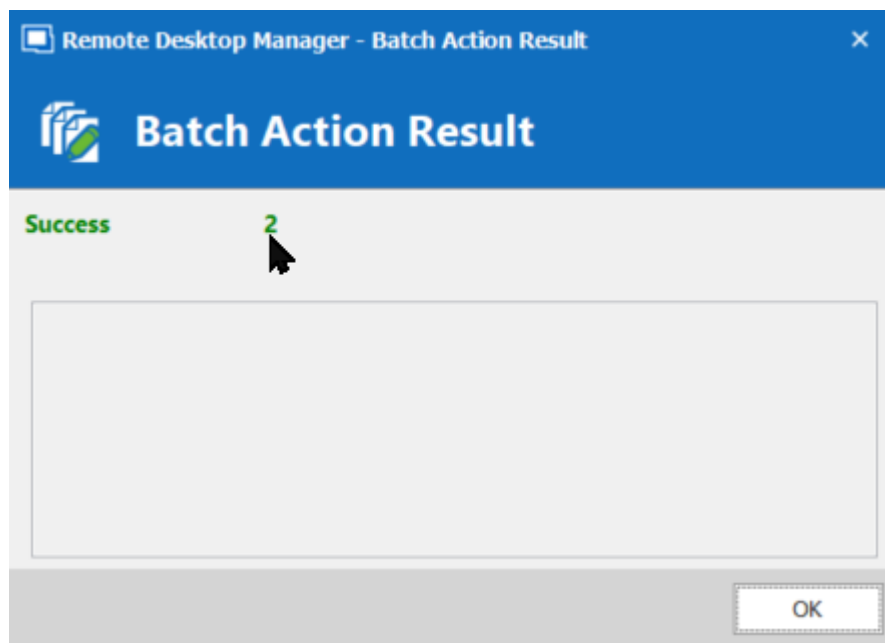 Remote Desktop Manager - Batch Action Result
Batch Action Result
Success 2
OK